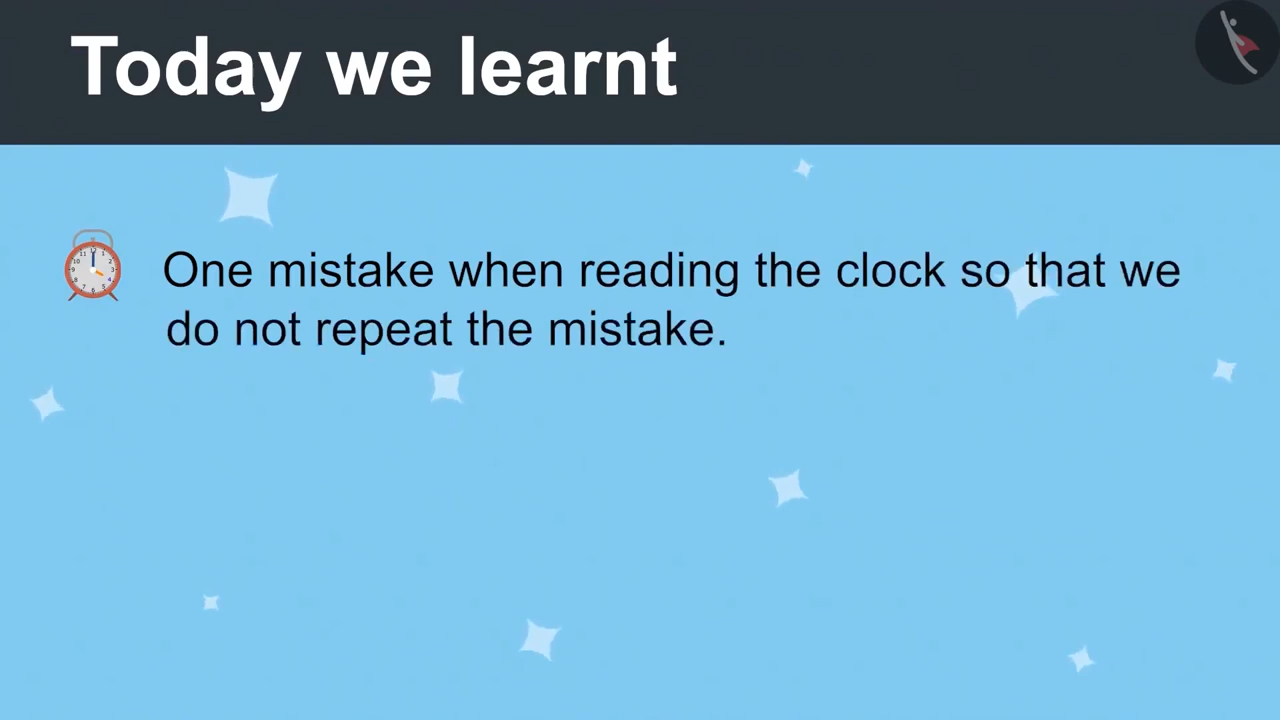 Today we learnt
One mistake when reading the clock so that we
do not repeat the mistake.